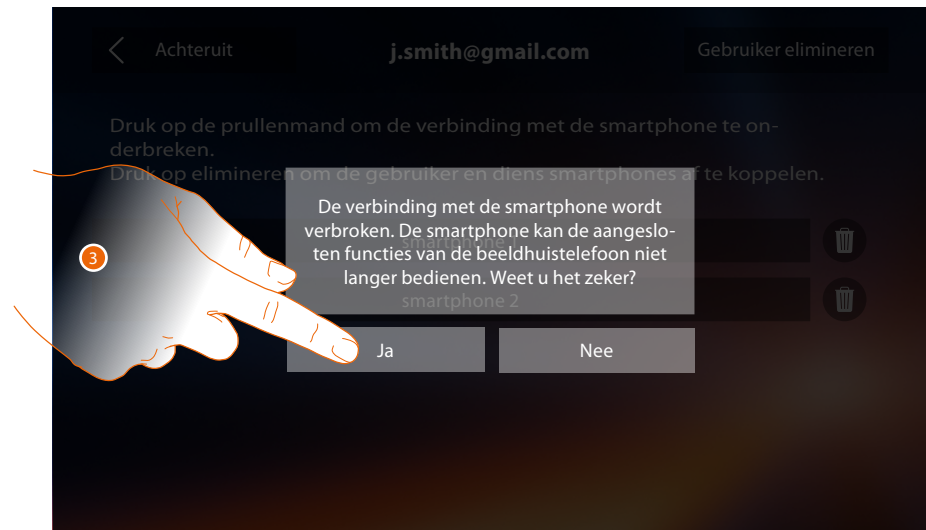 Achteruit
j.smith@gmail.com
Gebruiker elimineren
Druk op de prullenmand om de verbinding met de smartphone te on-
derbreken.
Druk op elimineren om de gebruiker en diens smartphones af te koppelen.
De verbinding met de smartphone wordt
verbroken. De smartphone kan de aangeslo-
ten functies van de beeldhuistelefoon niet
langer bedienen. Weet u het zeker?
smartphone 1
smartphone 2
3
Ja
Nee